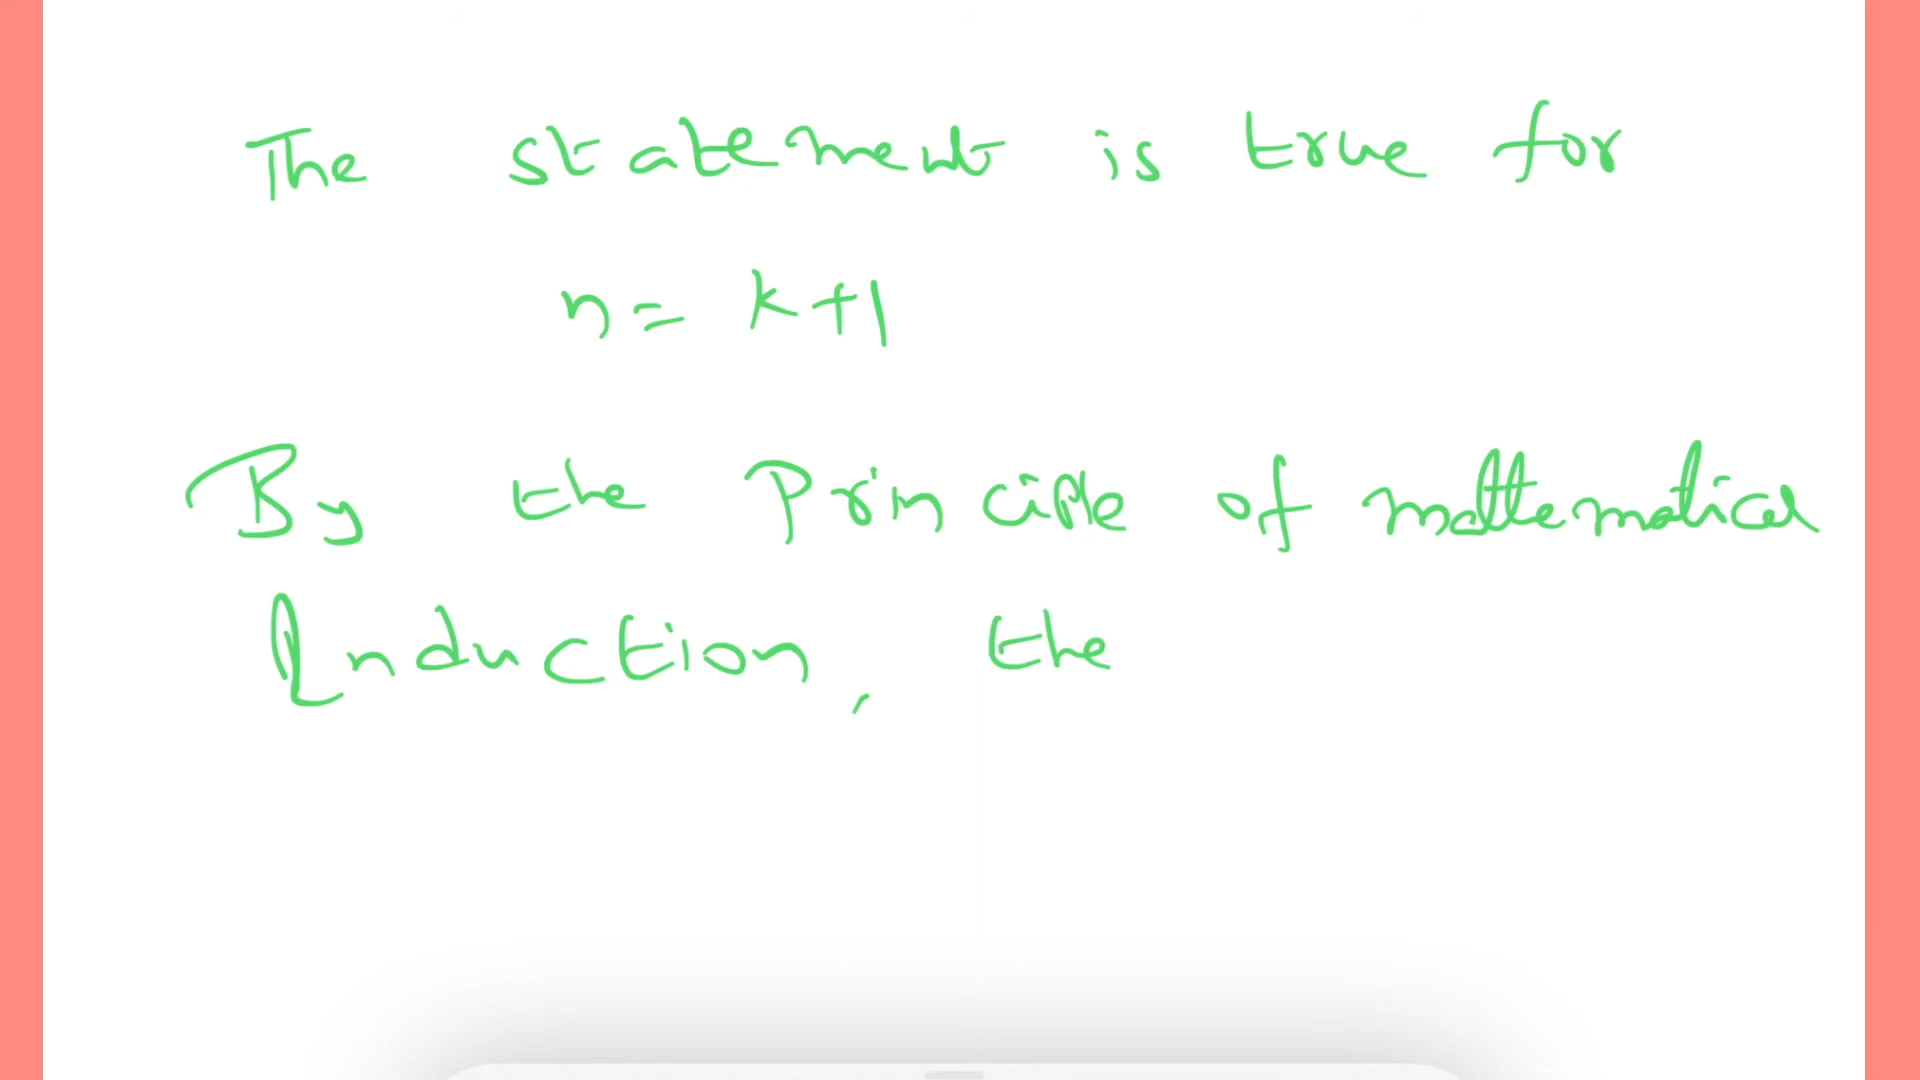 The statement is true for
n = k+1
By the Principle of mathematical
Induction, the